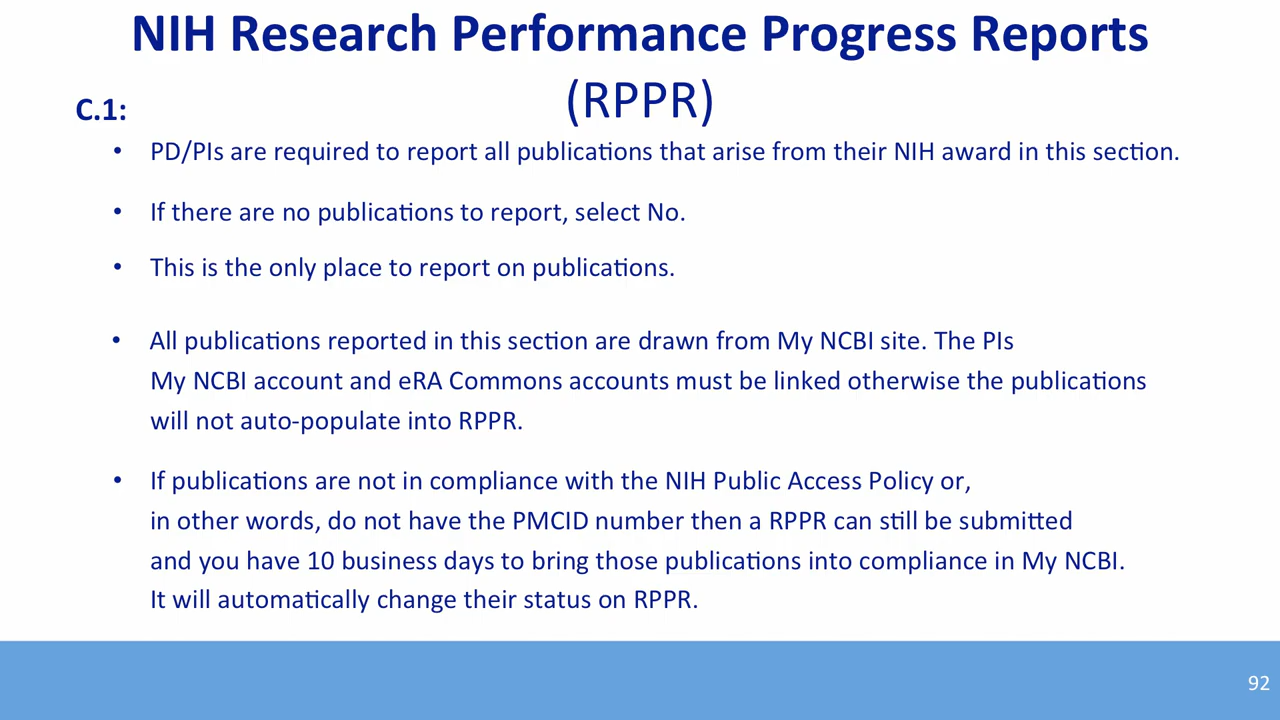 NIH Research Performance Progress Reports
(RPPR)
C.1:
• PD/PIs are required to report all publications that arise from their NIH award in this section.
• If there are no publications to report, select No.
• This is the only place to report on publications.
• All publications reported in this section are drawn from My NCBI site. The PIs
My NCBI account and eRA Commons accounts must be linked otherwise the publications
will not auto-populate into RPPR.
• If publications are not in compliance with the NIH Public Access Policy or,
in other words, do not have the PMCID number then a RPPR can still be submitted
and you have 10 business days to bring those publications into compliance in My NCBI.
It will automatically change their status on RPPR.
92